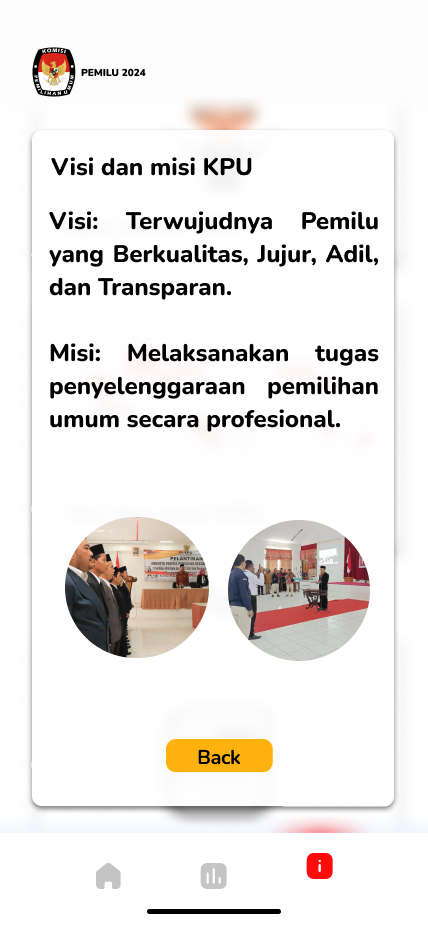 KOMISI
PEMILIHAN UMUM
PEMILU 2024
Visi dan misi KPU
Visi: Terwujudnya Pemilu
yang Berkualitas, Jujur, Adil,
dan Transparan.
Misi: Melaksanakan tugas
penyelenggaraan pemilihan
umum secara profesional.
PELANTIKAN
Back